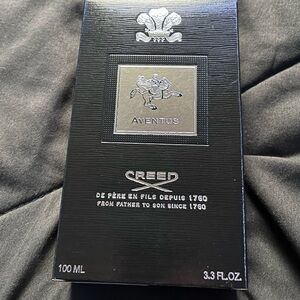 AVENTUS
CREED
DE PÈRE EN FILS DEPUIS 1760
FROM FATHER TO SON SINCE 1760
100 ML 3.3 FL.OZ.